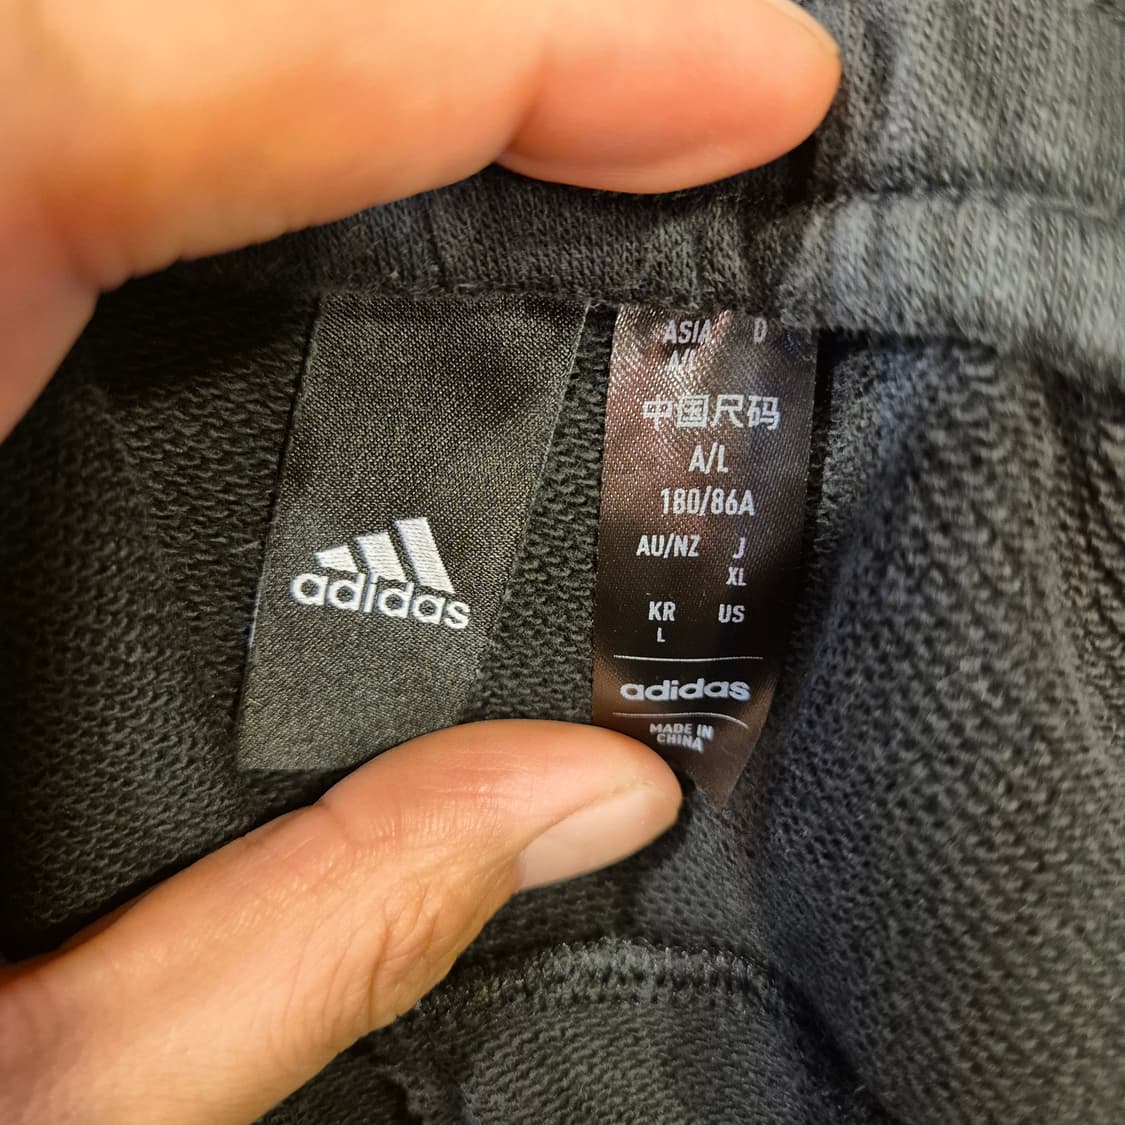 adidas
ASIA D
A/L
中国尺码
A/L
180/86A
AU/NZ J
XL
KR US
L
adidas
MADE IN
CHINA